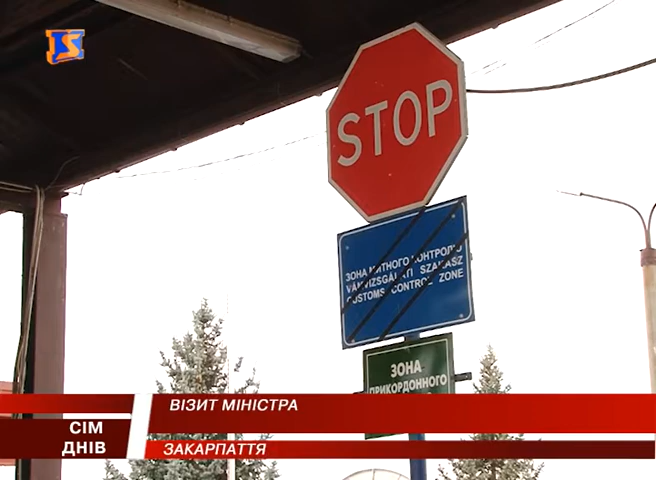 STOP
ЗОНА МИТНОГО КОНТРОЛЮ
VÁMVIZSGÁLATI SZAKASZ
CUSTOMS CONTROL ZONE
ЗОНА
ПРИКОРДОННОГО
ВІЗИТ МІНІСТРА
СІМ
ДНІВ
ЗАКАРПАТТЯ